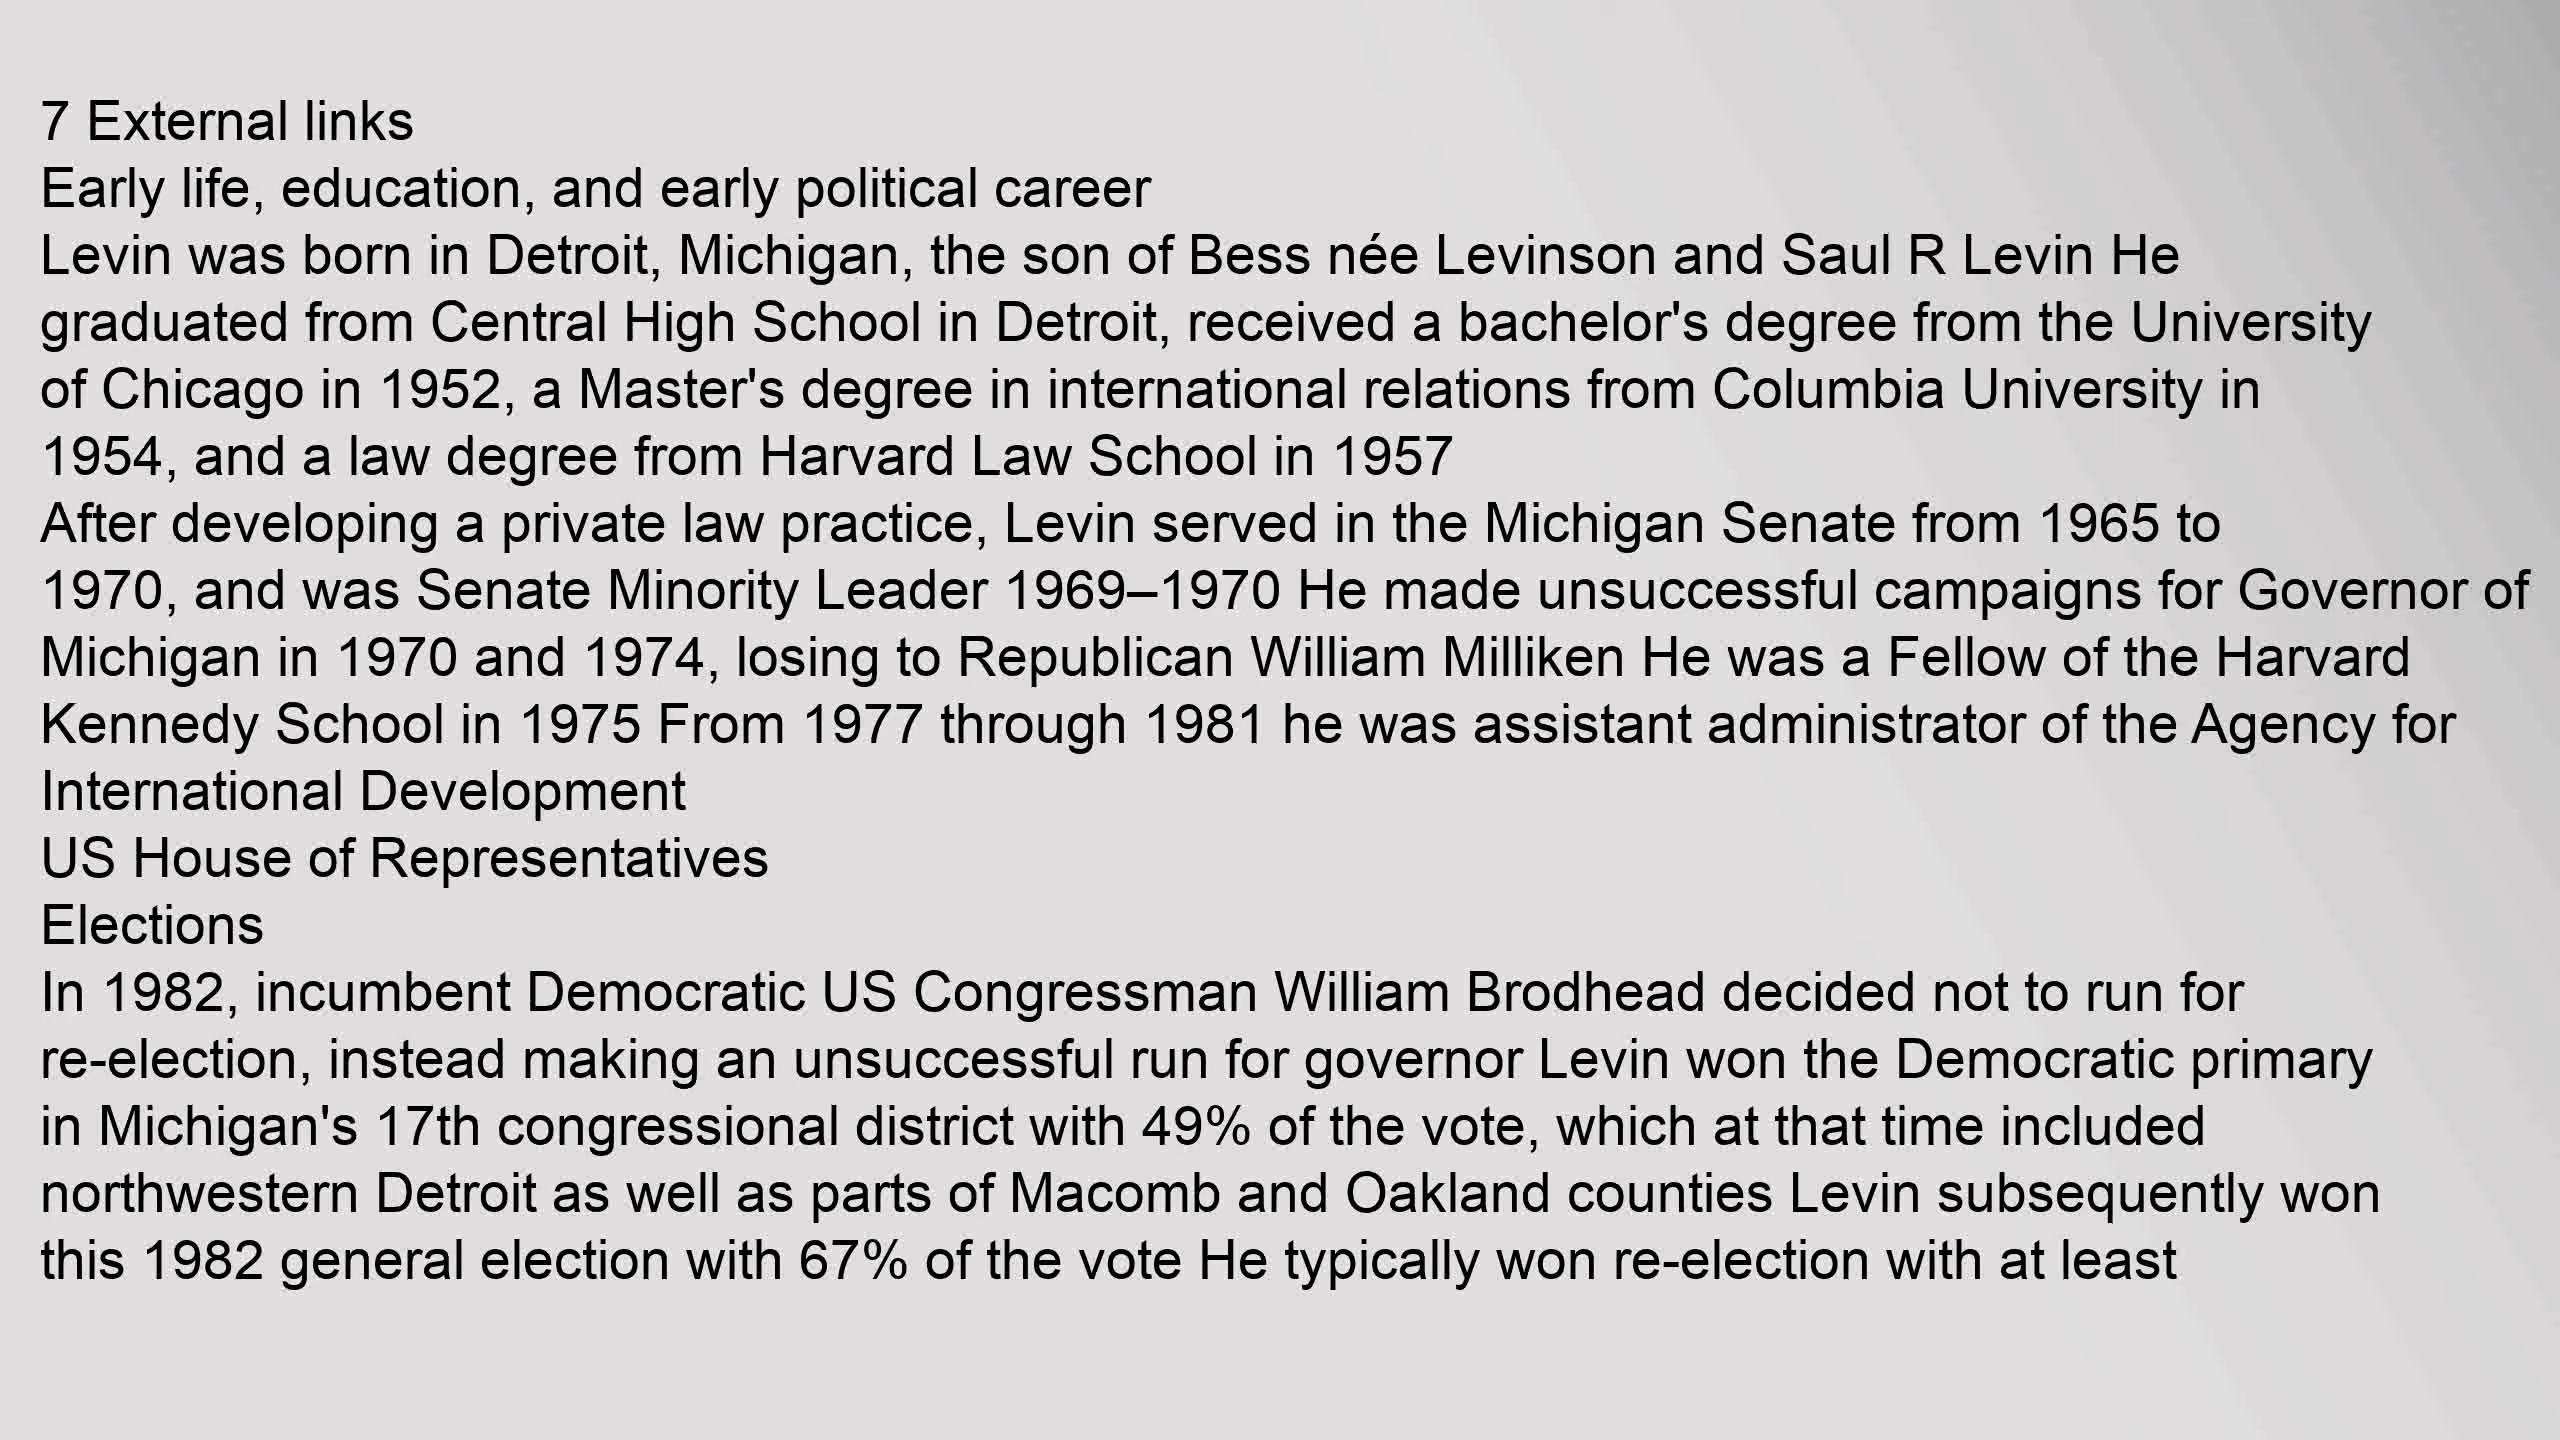 7 External links
Early life, education, and early political career
Levin was born in Detroit, Michigan, the son of Bess née Levinson and Saul R Levin He
graduated from Central High School in Detroit, received a bachelor's degree from the University
of Chicago in 1952, a Master's degree in international relations from Columbia University in
1954, and a law degree from Harvard Law School in 1957
After developing a private law practice, Levin served in the Michigan Senate from 1965 to
1970, and was Senate Minority Leader 1969–1970 He made unsuccessful campaigns for Governor of
Michigan in 1970 and 1974, losing to Republican William Milliken He was a Fellow of the Harvard
Kennedy School in 1975 From 1977 through 1981 he was assistant administrator of the Agency for
International Development
US House of Representatives
Elections
In 1982, incumbent Democratic US Congressman William Brodhead decided not to run for
re-election, instead making an unsuccessful run for governor Levin won the Democratic primary
in Michigan's 17th congressional district with 49% of the vote, which at that time included
northwestern Detroit as well as parts of Macomb and Oakland counties Levin subsequently won
this 1982 general election with 67% of the vote He typically won re-election with at least